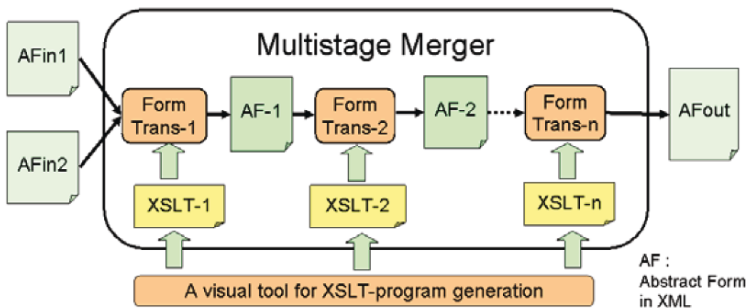 Multistage Merger
AFin1
AFin2
Form
Trans-1
AF-1
Form
Trans-2
AF-2
Form
Trans-n
AFout
XSLT-1
XSLT-2
XSLT-n
A visual tool for XSLT-program generation
AF :
Abstract Form
in XML